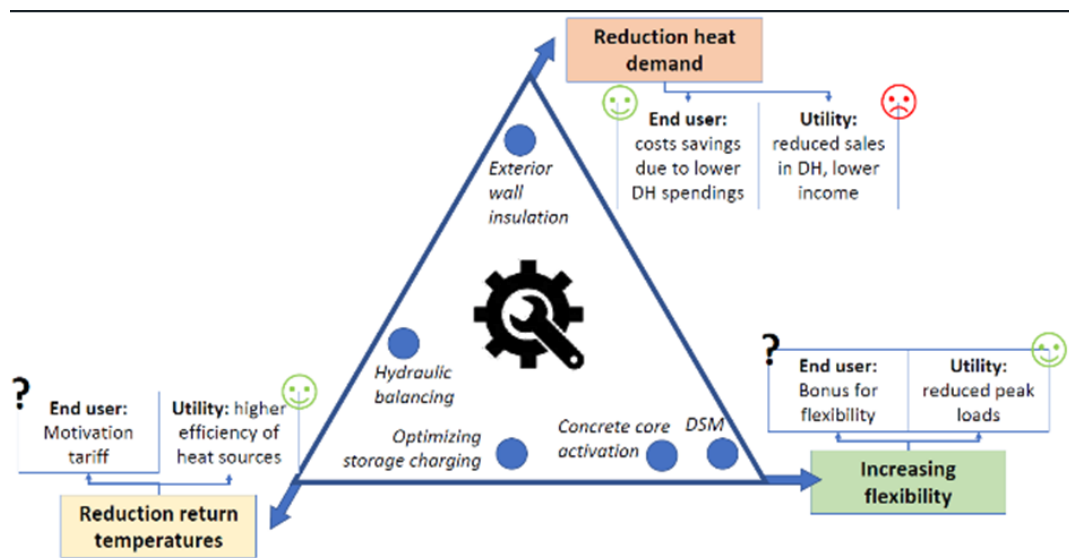 Reduction heat
demand
End user:
costs savings
due to lower
DH spendings
Utility:
reduced sales
in DH, lower
income
Exterior
wall
insulation
Hydraulic
balancing
Optimizing
storage charging
Concrete core
activation
DSM
?
End user:
Motivation
tariff
Utility: higher
efficiency of
heat sources
Reduction return
temperatures
?
End user:
Bonus for
flexibility
Utility:
reduced peak
loads
Increasing
flexibility